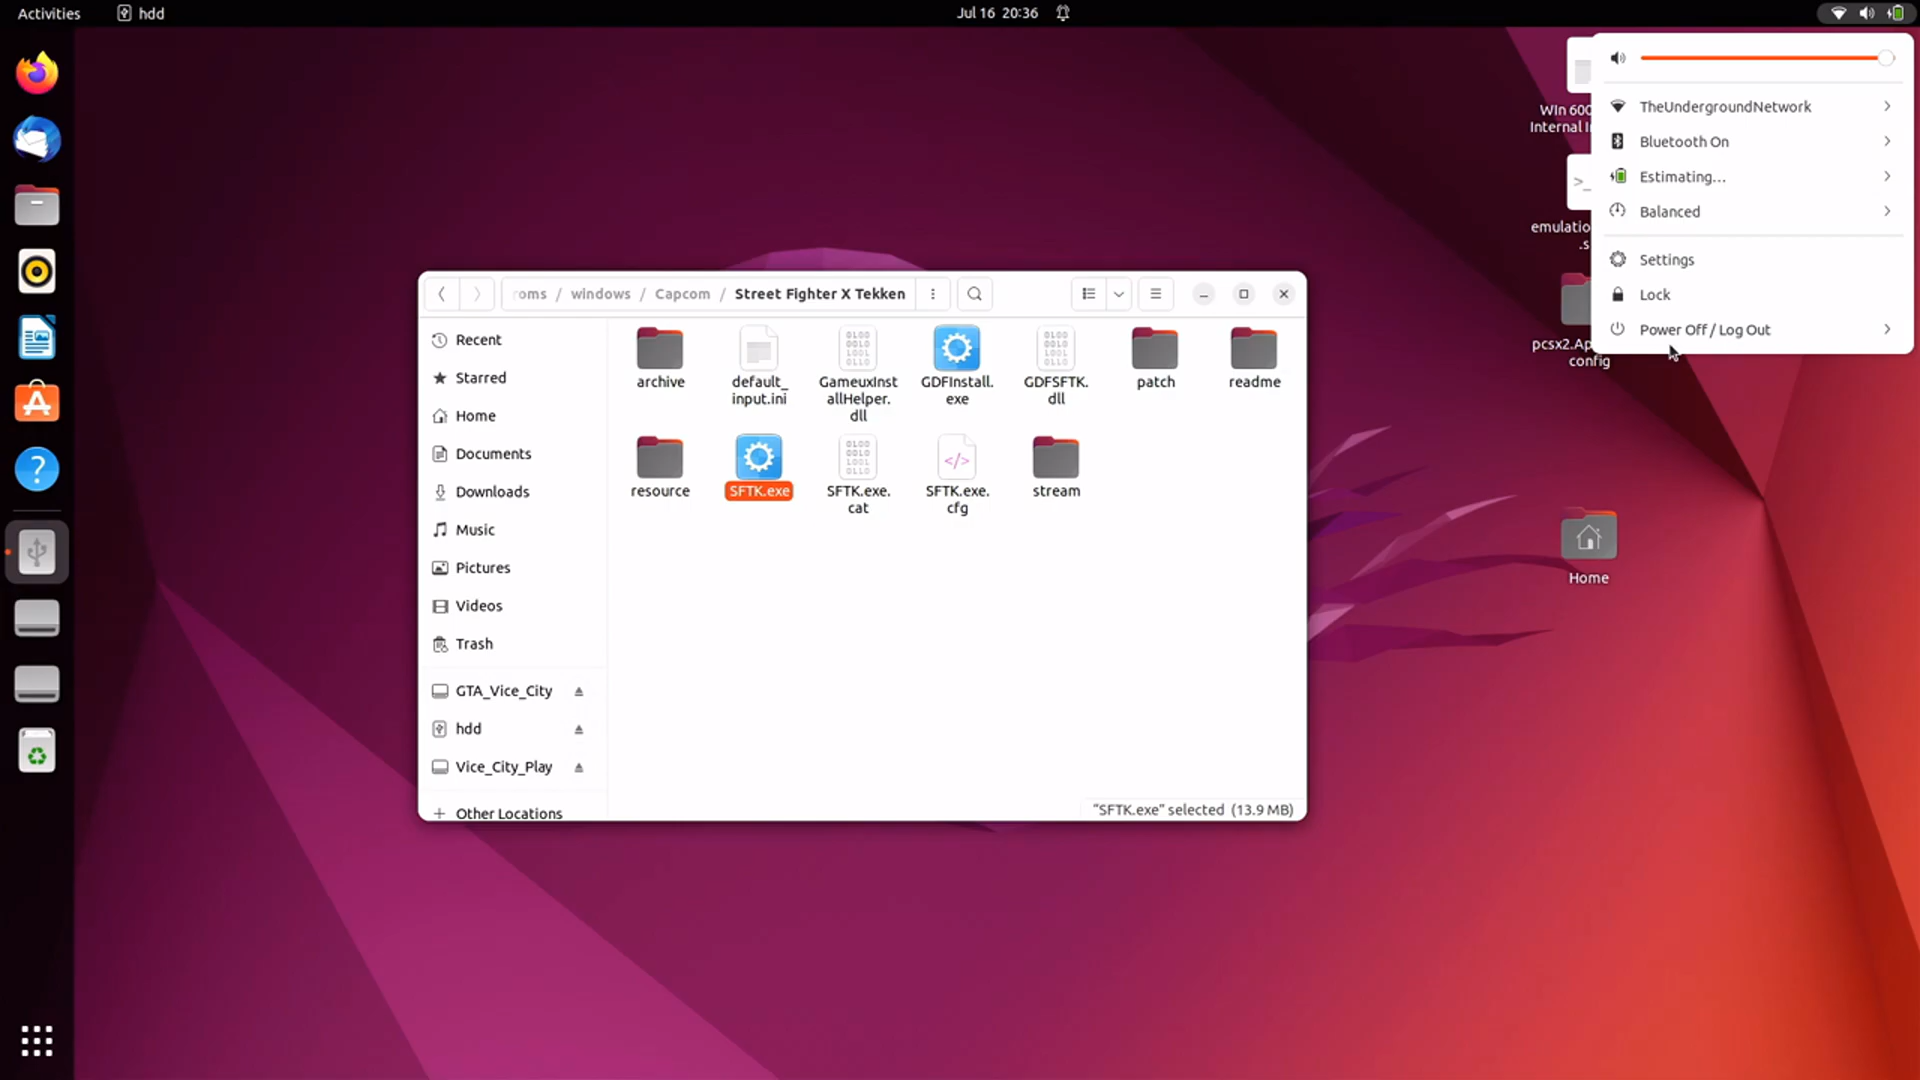 Activities
hdd
Jul 16 20:36
TheUndergroundNetwork
Bluetooth On
Estimating...
Balanced
Settings
Lock
Power Off / Log Out
WIn 600
Internal I
emulatio
.s
pcsx2.Ap
config
Home
roms / windows / Capcom / Street Fighter X Tekken
Recent
Starred
Home
Documents
Downloads
Music
Pictures
Videos
Trash
GTA_Vice_City
hdd
Vice_City_Play
+ Other Locations
archive
default_
input.ini
GameuxInst
allHelper.
dll
GDFInstall.
exe
GDFSFTK.
dll
patch
readme
resource
SFTK.exe
SFTK.exe.
cat
SFTK.exe.
cfg
stream
"SFTK.exe" selected (13.9 MB)